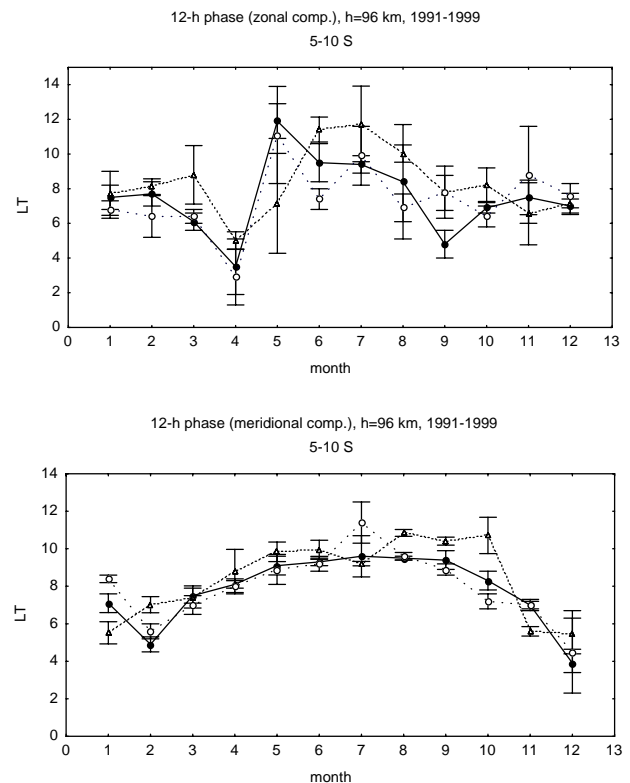 12-h phase (zonal comp.), h=96 km, 1991-1999
5-10 S
LT
14
12
10
8
6
4
2
0
0 1 2 3 4 5 6 7 8 9 10 11 12 13
month
12-h phase (meridional comp.), h=96 km, 1991-1999
5-10 S
LT
14
12
10
8
6
4
2
0
0 1 2 3 4 5 6 7 8 9 10 11 12 13
month